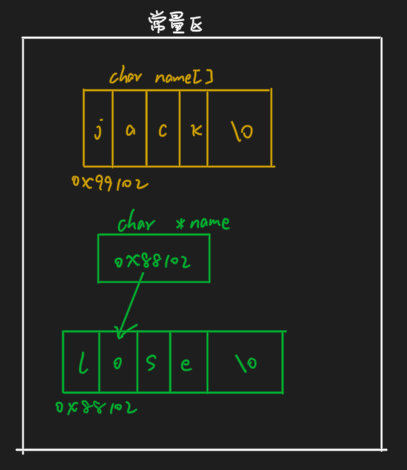 常量区
char name[]
j a c k \0
0x99102
char *name
0x88102
l o s e \0
0x88102